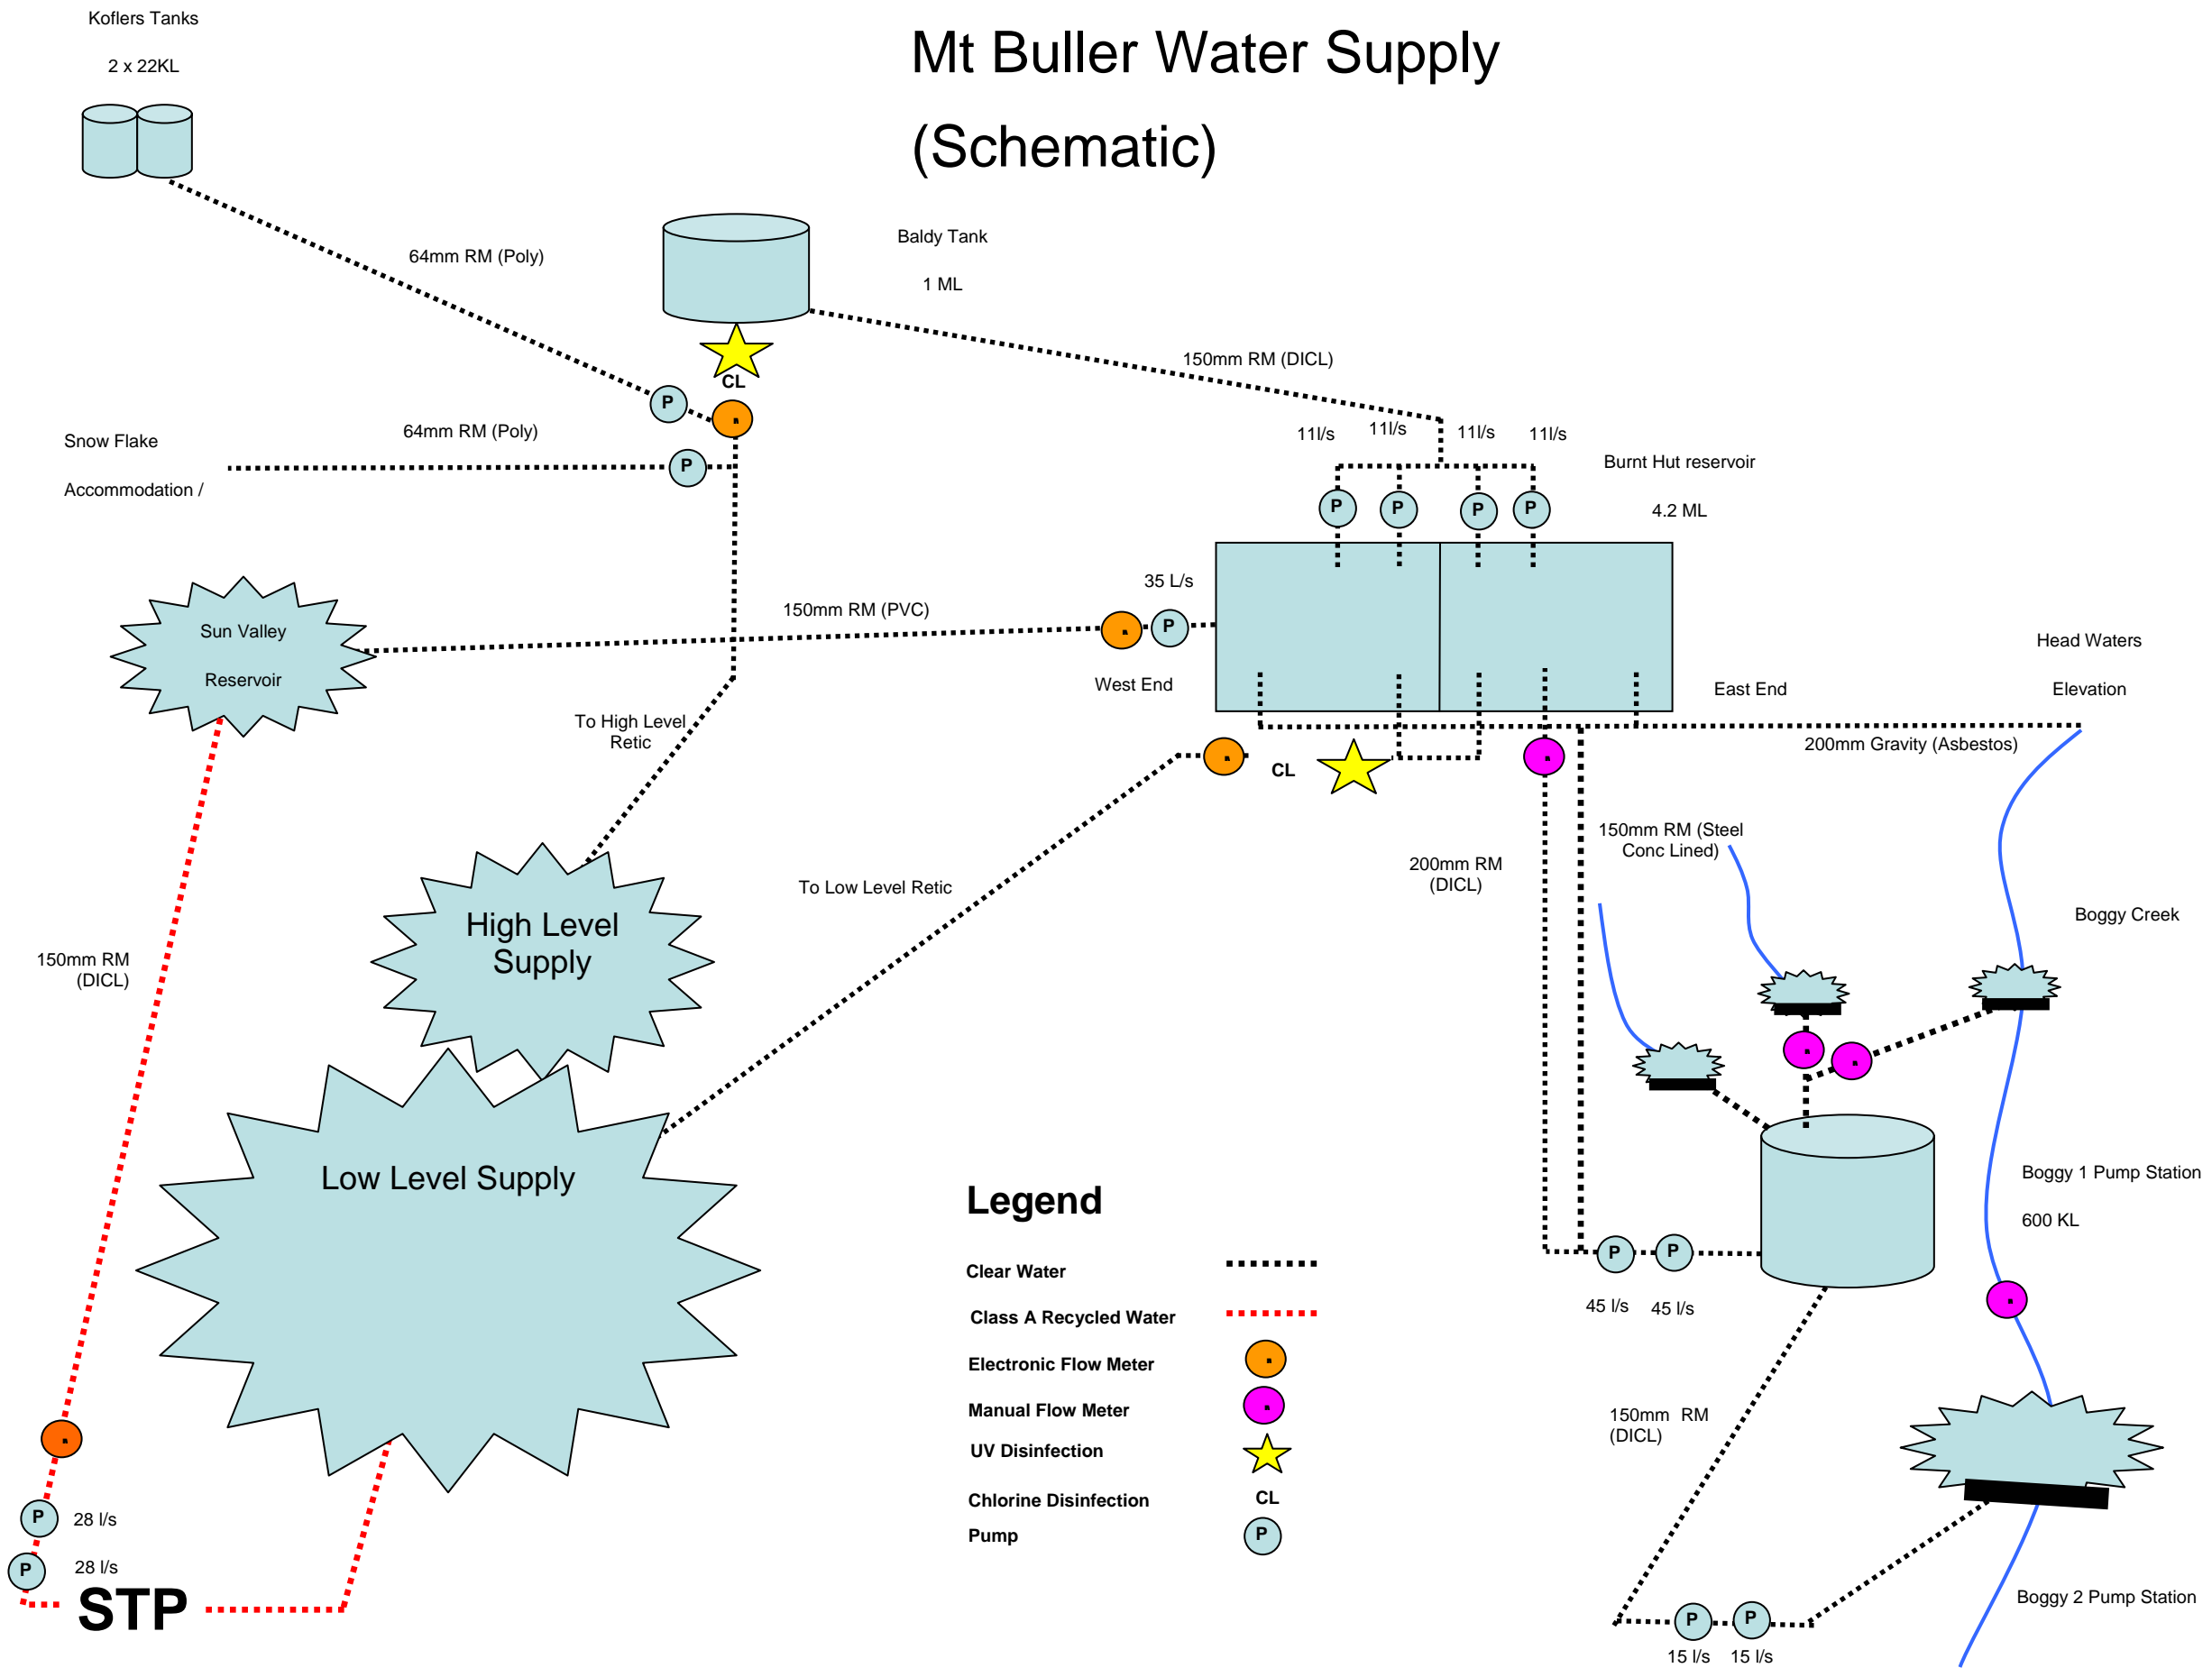 Mt Buller Water Supply
(Schematic)
Koflers Tanks
2 x 22KL
64mm RM (Poly)
Baldy Tank
1 ML
CL
150mm RM (DICL)
P
Snow Flake
Accommodation /
64mm RM (Poly)
P
11l/s
11l/s
11l/s
11l/s
P
P
P
P
Burnt Hut reservoir
4.2 ML
Sun Valley
Reservoir
150mm RM (PVC)
35 L/s
P
West End
East End
Head Waters
Elevation
200mm Gravity (Asbestos)
To High Level
Retic
CL
150mm RM (Steel
Conc Lined)
200mm RM
(DICL)
To Low Level Retic
Boggy Creek
High Level
Supply
150mm RM
(DICL)
Low Level Supply
Boggy 1 Pump Station
600 KL
P
P
45 l/s
45 l/s
Legend
Clear Water
Class A Recycled Water
Electronic Flow Meter
Manual Flow Meter
UV Disinfection
Chlorine Disinfection
CL
Pump
P
150mm RM
(DICL)
P
28 l/s
P
28 l/s
STP
Boggy 2 Pump Station
P
P
15 l/s
15 l/s